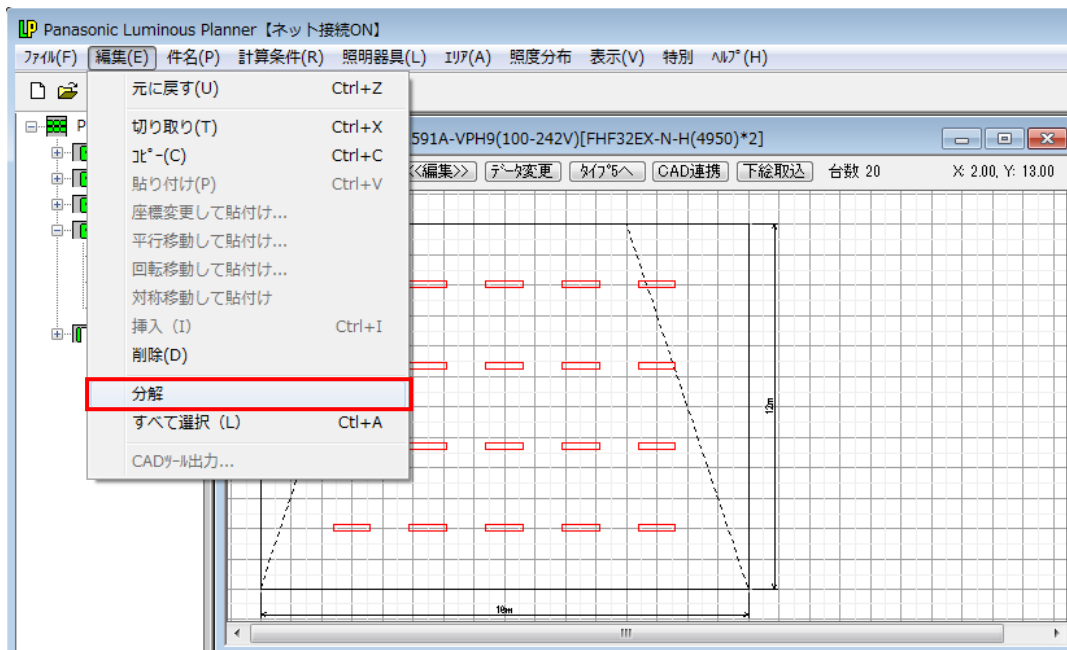 Panasonic Luminous Planner【ネット接続ON】
ﾌｧｲﾙ(F) 編集(E) 件名(P) 計算条件(R) 照明器具(L) ｴﾘｱ(A) 照度分布 表示(V) 特別 ﾍﾙﾌﾟ(H)
元に戻す(U) Ctrl+Z
切り取り(T) Ctrl+X
ｺﾋﾟｰ(C) Ctrl+C
貼り付け(P) Ctrl+V
座標変更して貼付け...
平行移動して貼付け...
回転移動して貼付け...
対称移動して貼付け
挿入 (I) Ctrl+I
削除(D)
分解
すべて選択 (L) Ctl+A
CADﾂｰﾙ出力...
P
591A-VPH9(100-242V)[FHF32EX-N-H(4950)*2]
<<編集>> ﾃﾞｰﾀ変更 ﾀｲﾌﾟ5へ CAD連携 下絵取込 台数 20 X: 2.00, Y: 13.00
12m